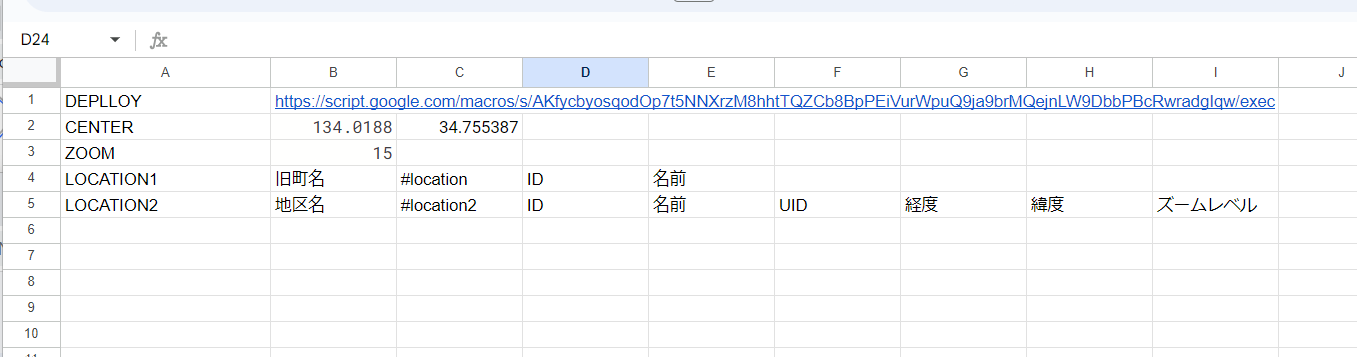 D24
fx
A B C D E F G H I J
1 DEPLLOY https://script.google.com/macros/s/AKfycbyosqodOp7t5NNXrzM8hhtTQZCb8BpPEiVurWpuQ9ja9brMQejnLW9DbbPBcRwradgIqw/exec
2 CENTER 134.0188 34.755387
3 ZOOM 15
4 LOCATION1 旧町名 #location ID 名前
5 LOCATION2 地区名 #location2 ID 名前 UID 経度 緯度 ズームレベル
6
7
8
9
10
11